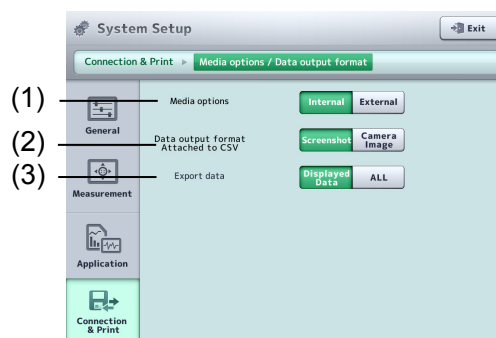 System Setup
Exit
Connection & Print ▶ Media options / Data output format
(1)
Media options
Internal
External
General
(2)
Data output format
Attached to CSV
Screenshot
Camera
Image
(3)
Export data
Displayed
Data
ALL
Measurement
Application
Connection
& Print